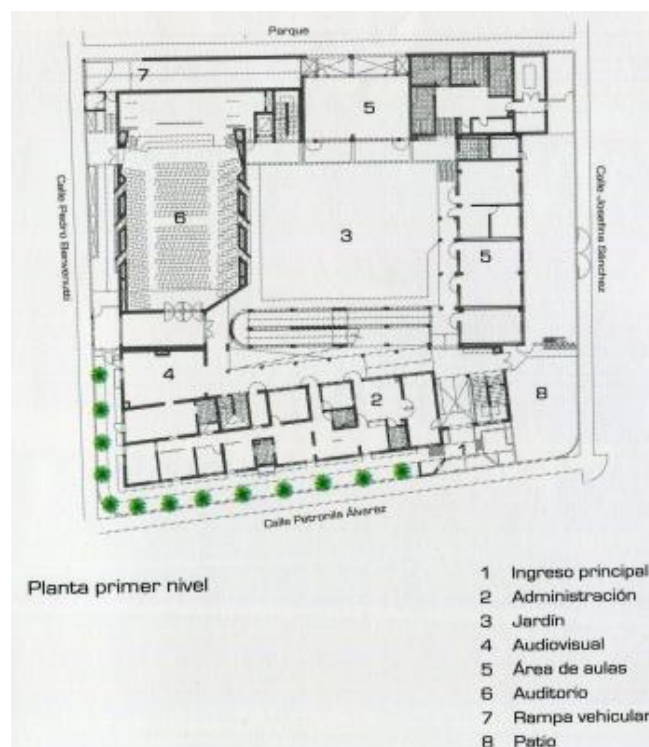 Parque
7
5
Calle Pedro Benvenutti
6
3
5
Calle Josefina Sánchez
4
2
8
1
Calle Petronila Álvarez
Planta primer nivel
1 Ingreso principal
2 Administración
3 Jardín
4 Audiovisual
5 Área de aulas
6 Auditorio
7 Rampa vehicular
8 Patio